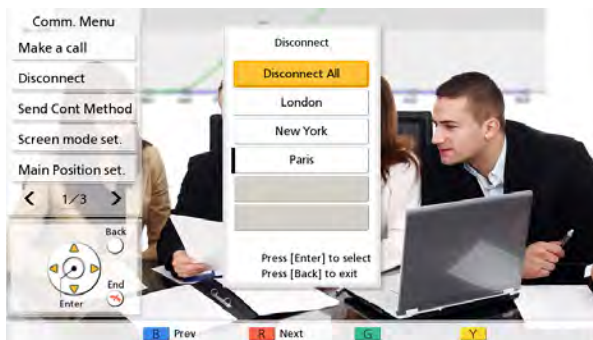 Comm. Menu
Make a call
Disconnect
Send Cont Method
Screen mode set.
Main Position set.
1/3
Back
End
Enter
Disconnect
Disconnect All
London
New York
Paris
Press [Enter] to select
Press [Back] to exit
B Prev R Next G Y